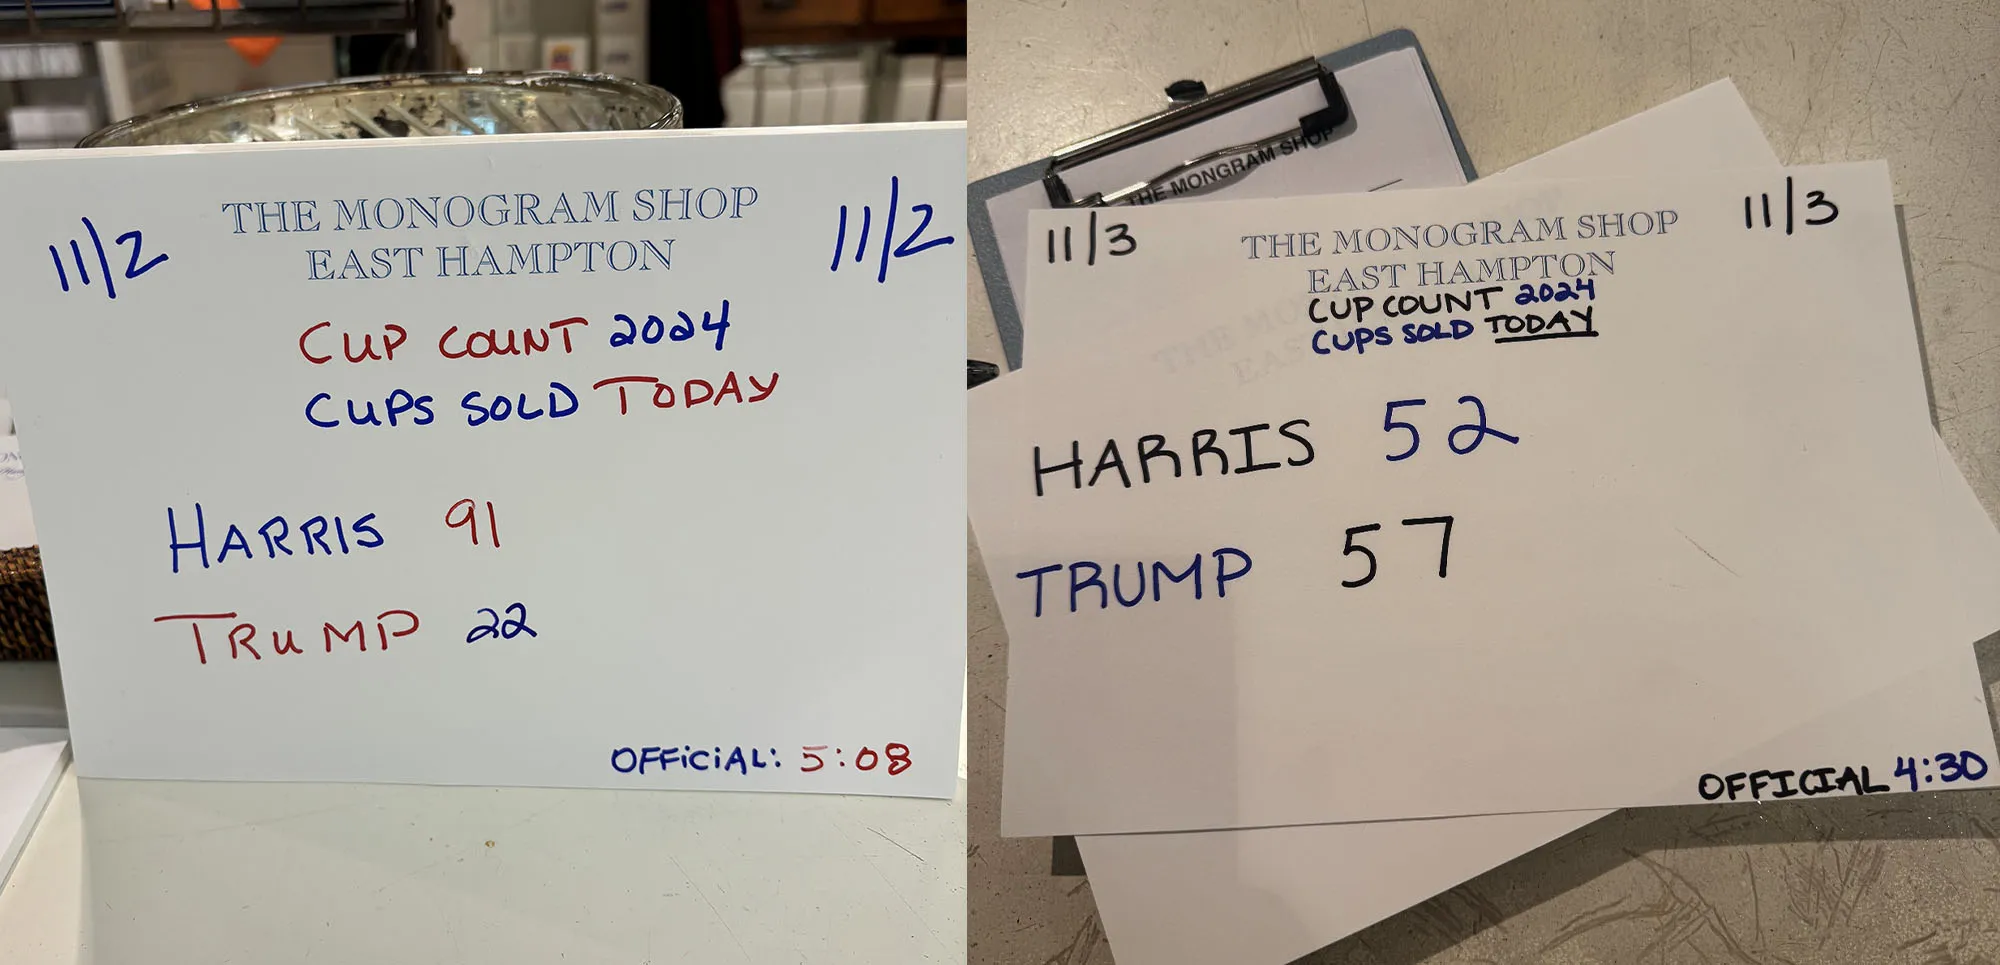 11/2
THE MONOGRAM SHOP
EAST HAMPTON
11/2
CUP COUNT 2024
CUPS SOLD TODAY
HARRIS 91
TRUMP 22
OFFICIAL: 5:08
THE MONGRAM SHOP
11/3
THE MONOGRAM SHOP
EAST HAMPTON
11/3
CUP COUNT 2024
CUPS SOLD TODAY
HARRIS 52
TRUMP 57
OFFICIAL 4:30